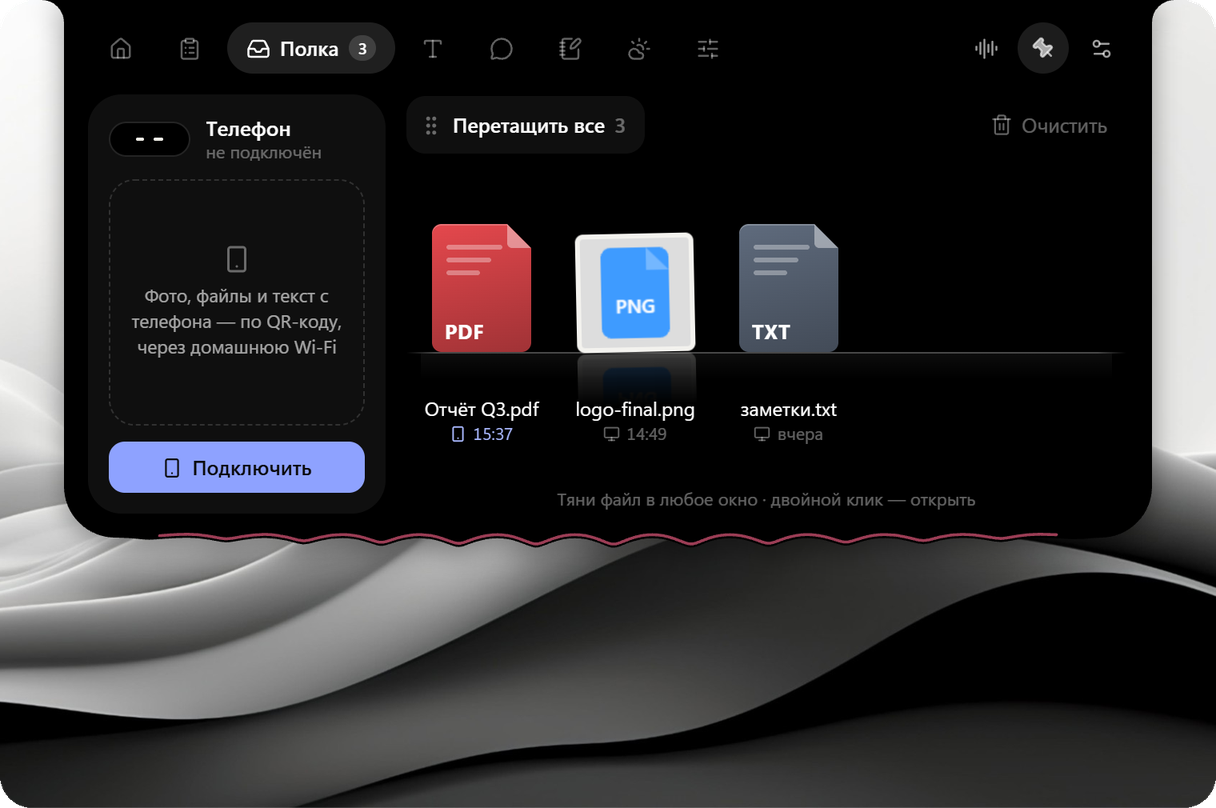 Полка 3
Телефон
не подключён
Фото, файлы и текст с
телефона — по QR-коду,
через домашнюю Wi-Fi
Подключить
Перетащить все 3
Очистить
PDF
PNG
TXT
Отчёт Q3.pdf
logo-final.png
заметки.txt
15:37
14:49
вчера
Тяни файл в любое окно · двойной клик — открыть